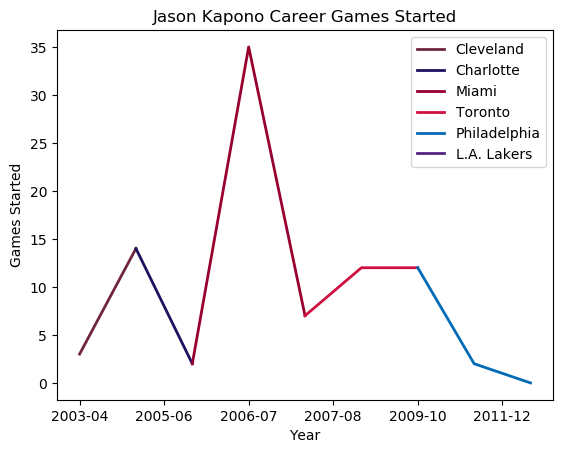 Jason Kapono Career Games Started
35
30
25
20
15
10
5
0
Games Started
Cleveland
Charlotte
Miami
Toronto
Philadelphia
L.A. Lakers
2003-04 2005-06 2006-07 2007-08 2009-10 2011-12
Year